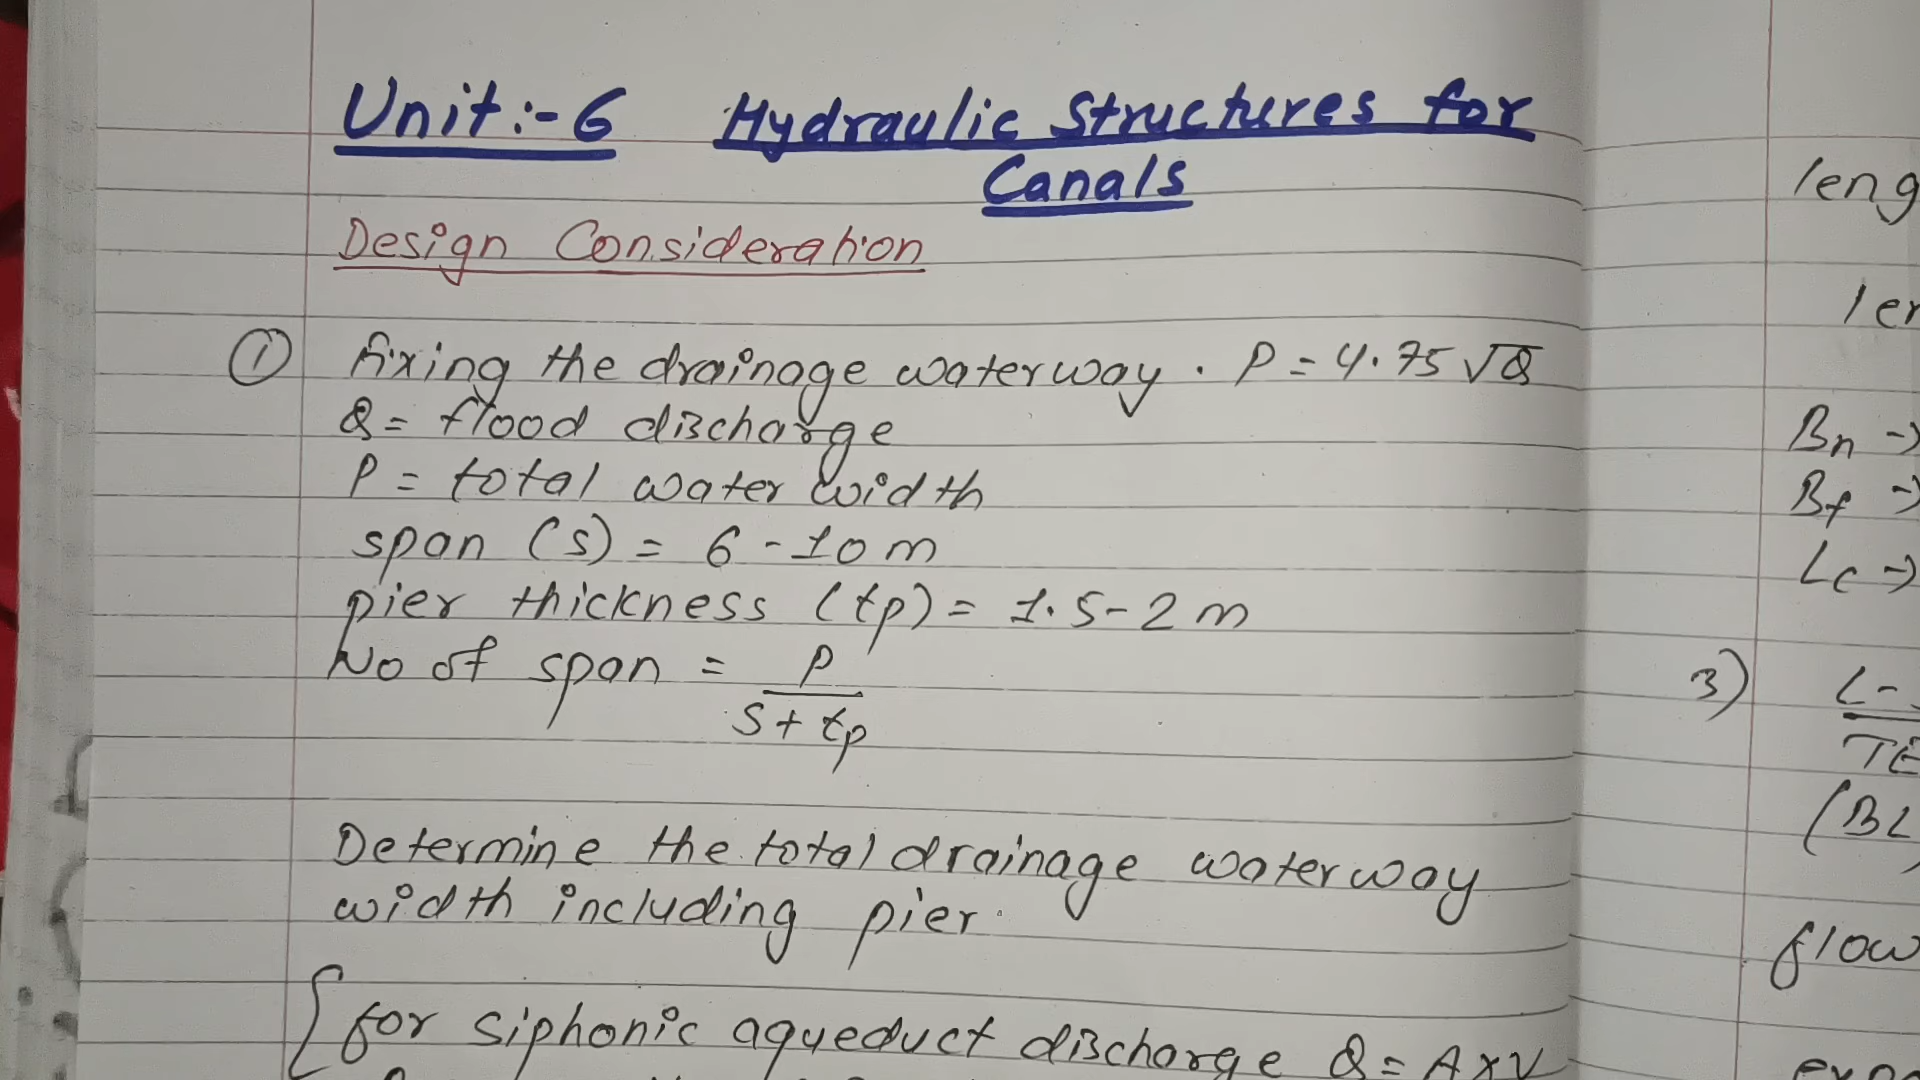 Unit:-6 Hydraulic Structures for
Canals
Design Consideration
① fixing the drainage waterway. P = 4.75 √Q
Q = flood discharge
P = total water width
span (s) = 6 - 10 m
pier thickness (tp) = 1.5 - 2 m
No of span = P
S + tp
Determine the total drainage waterway
width including pier.
for siphonic aqueduct discharge Q = A x V
leng
ler
Bn ->
Bf ->
Lc ->
3) L-
TE
(BL
flow